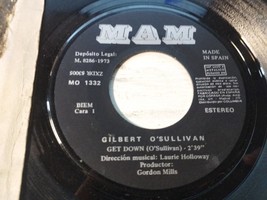 MAM
Depósito Legal:
M. 8286-1973
MO 1332
BIEM
Cara 1
MADE
IN SPAIN
ESTEREO
GILBERT O'SULLIVAN
GET DOWN (O'Sullivan) - 2'39"
Dirección musical: Laurie Holloway
Productor:
Gordon Mills